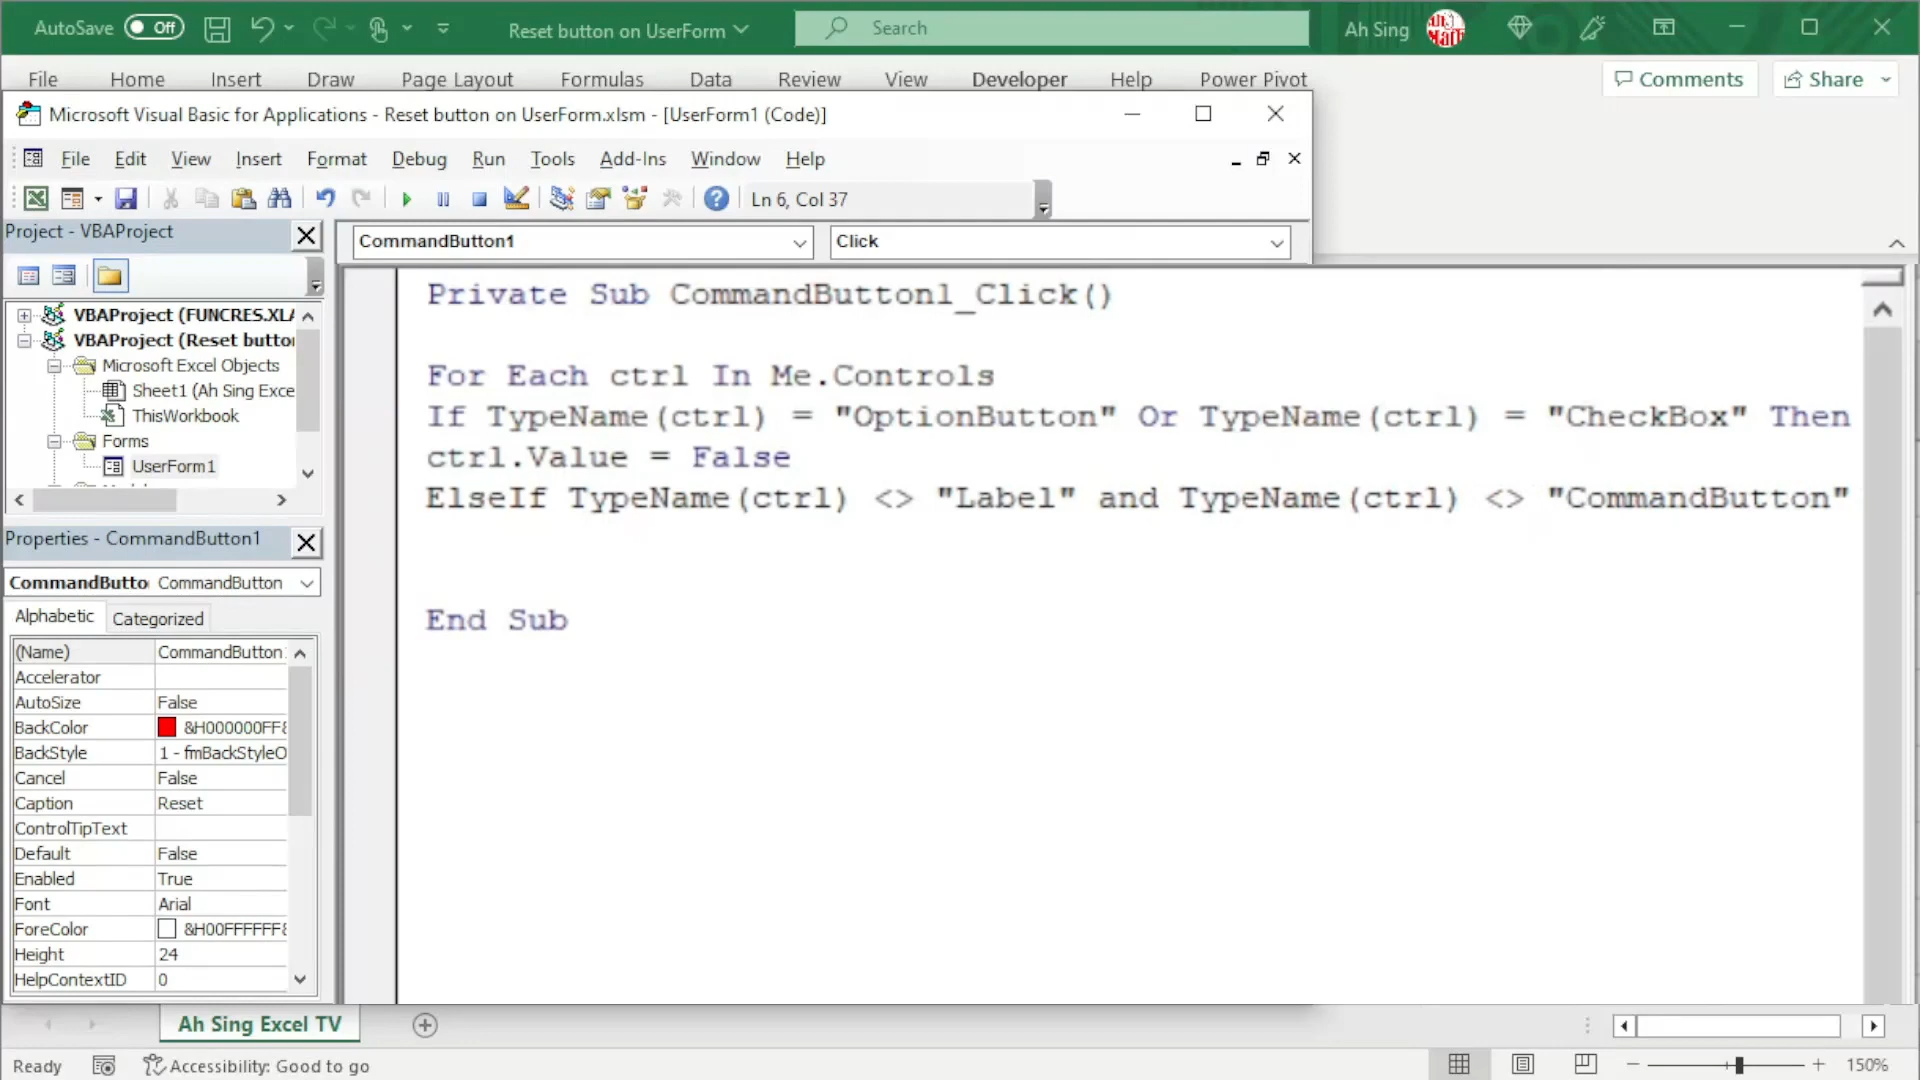 AutoSave Off Reset button on UserForm Search Ah Sing
File Home Insert Draw Page Layout Formulas Data Review View Developer Help Power Pivot Comments Share
Microsoft Visual Basic for Applications - Reset button on UserForm.xlsm - [UserForm1 (Code)]
File Edit View Insert Format Debug Run Tools Add-Ins Window Help
Ln 6, Col 37
Project - VBAProject
CommandButton1 Click
VBAProject (FUNCRES.XLA
VBAProject (Reset butto
Microsoft Excel Objects
Sheet1 (Ah Sing Exce
ThisWorkbook
Forms
UserForm1
Private Sub CommandButton1_Click()
For Each ctrl In Me.Controls
If TypeName(ctrl) = "OptionButton" Or TypeName(ctrl) = "CheckBox" Then
ctrl.Value = False
ElseIf TypeName(ctrl) <> "Label" and TypeName(ctrl) <> "CommandButton"
End Sub
Properties - CommandButton1
CommandButto CommandButton
Alphabetic Categorized
(Name) CommandButton
Accelerator
AutoSize False
BackColor &H000000FF&
BackStyle 1 - fmBackStyleO
Cancel False
Caption Reset
ControlTipText
Default False
Enabled True
Font Arial
ForeColor &H00FFFFFF&
Height 24
HelpContextID 0
Ah Sing Excel TV
Ready Accessibility: Good to go 150%